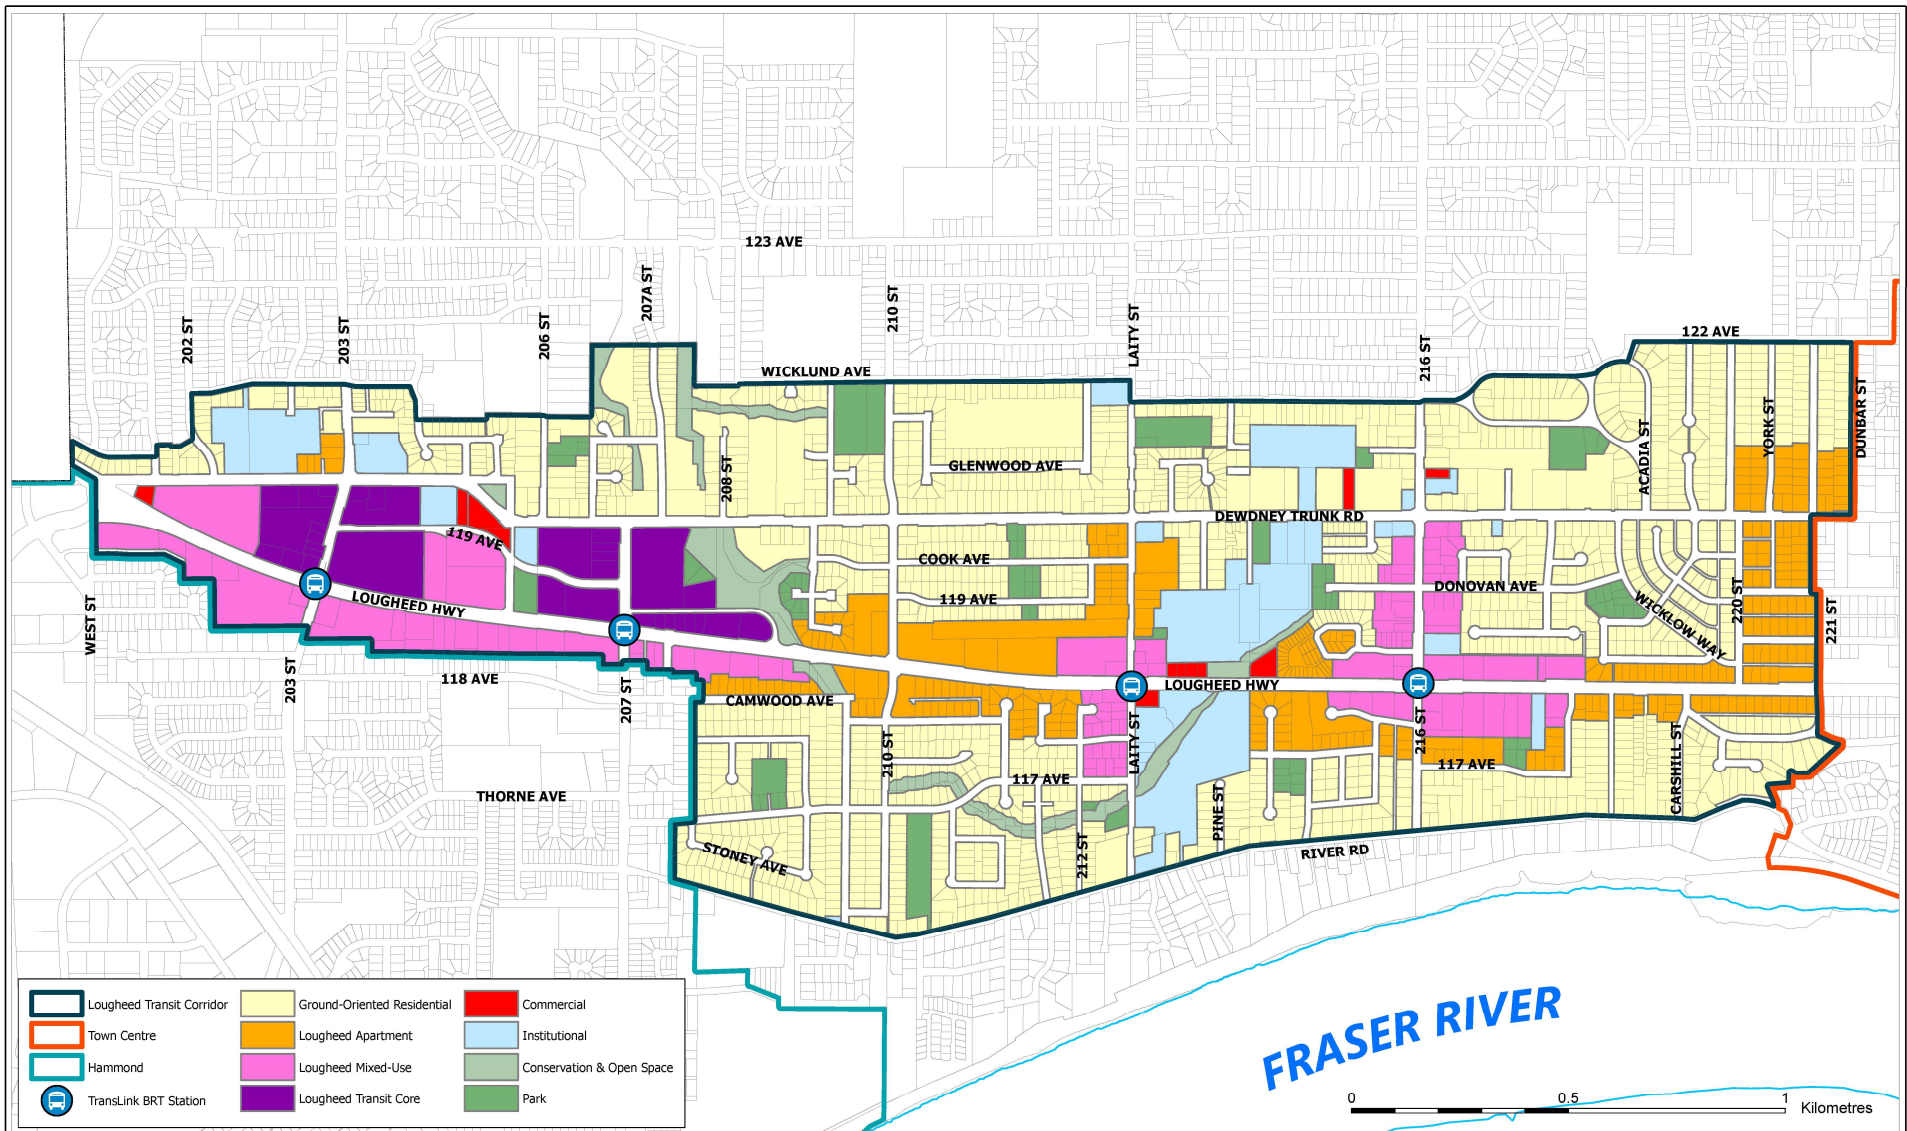 123 AVE
207A ST
210 ST
LAITY ST
202 ST
203 ST
206 ST
216 ST
122 AVE
WICKLUND AVE
DUNBAR ST
YORK ST
ACACIA ST
GLENWOOD AVE
208 ST
DEWDNEY TRUNK RD
119 AVE
COOK AVE
DONOVAN AVE
119 AVE
LOUGHEED HWY
WEST ST
WICKLOW WAY
220 ST
221 ST
203 ST
118 AVE
207 ST
CAMWOOD AVE
LOUGHEED HWY
210 ST
LAITY ST
216 ST
117 AVE
117 AVE
CARSHILL ST
THORNE AVE
PINE ST
212 ST
STONEY AVE
RIVER RD
FRASER RIVER
Lougheed Transit Corridor
Town Centre
Hammond
TransLink BRT Station
Ground-Oriented Residential
Lougheed Apartment
Lougheed Mixed-Use
Lougheed Transit Core
Commercial
Institutional
Conservation & Open Space
Park
0 0.5 1
Kilometres